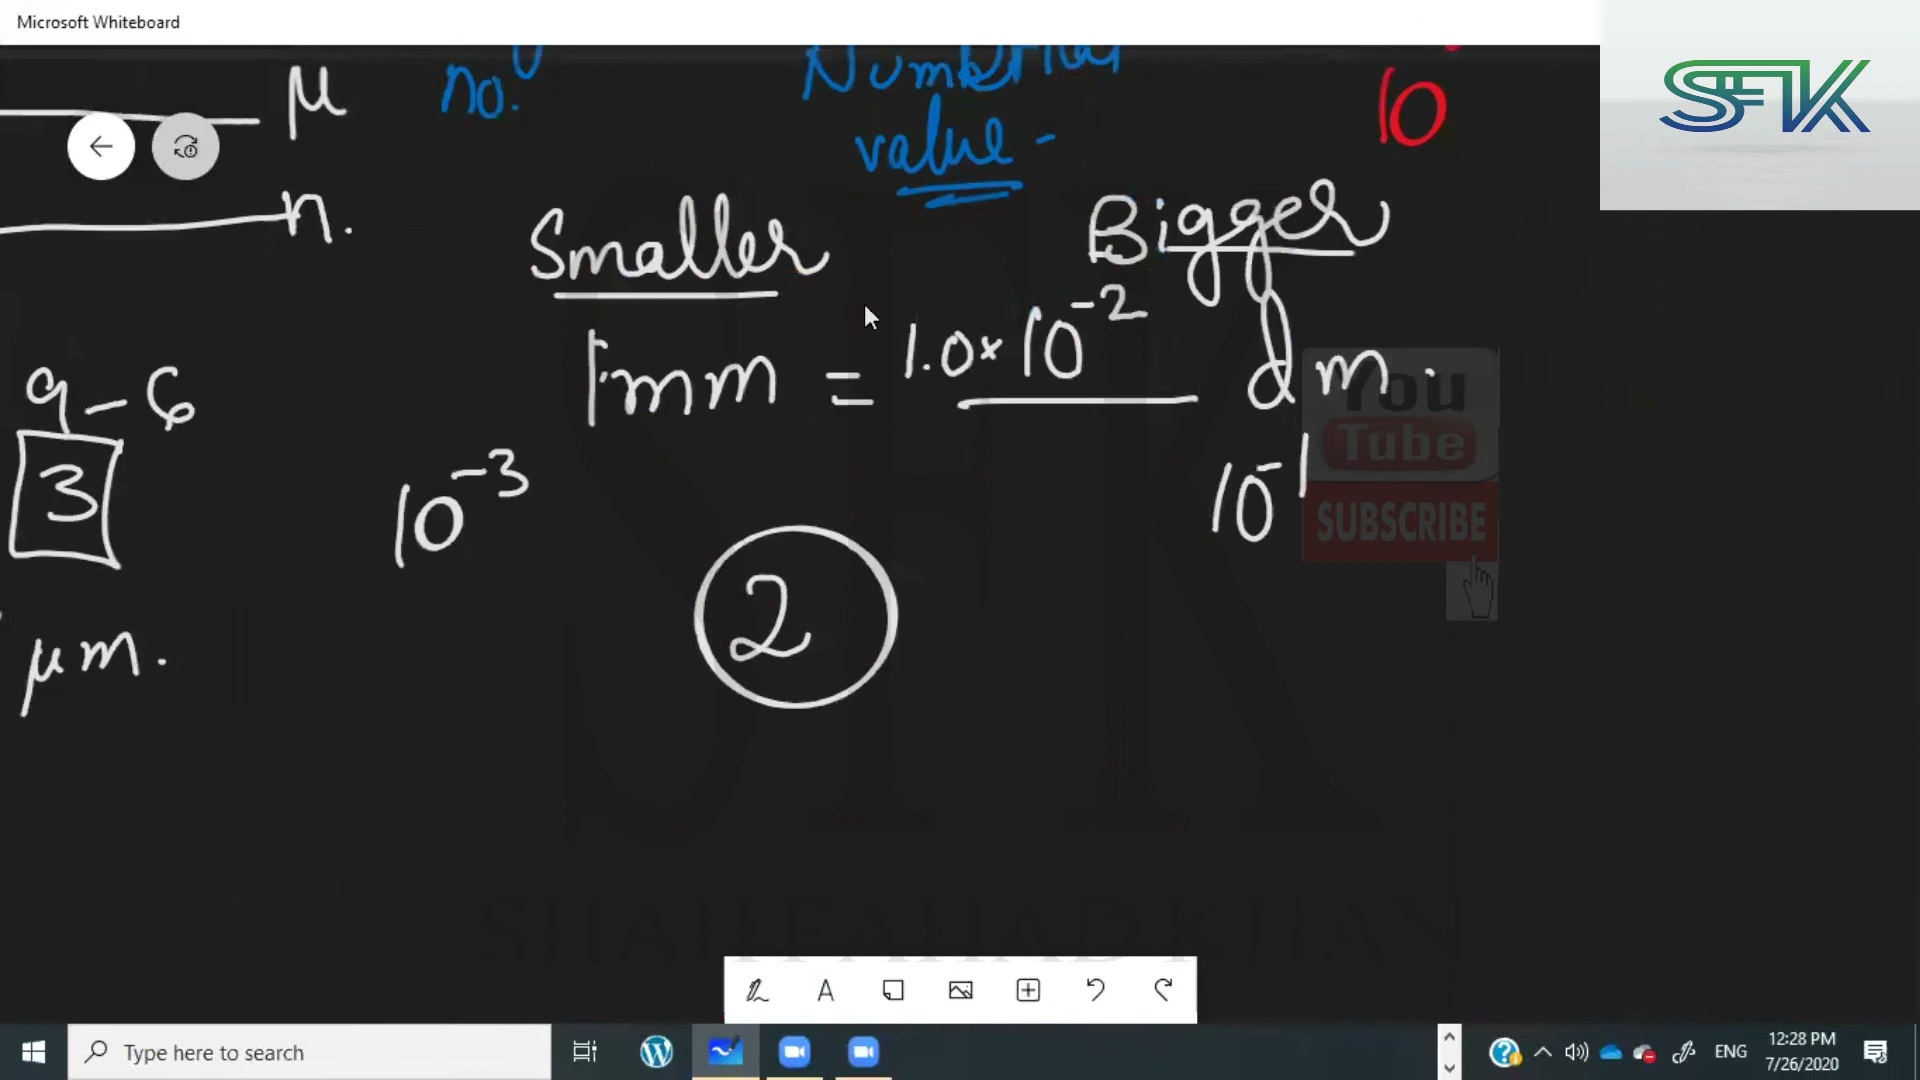 Microsoft Whiteboard
SFK
μ
no.
Numerical
value -
10
n.
Smaller
Bigger
1mm = 1.0×10⁻² dm.
9-6
3
10⁻³
10⁻¹
You
Tube
SUBSCRIBE
2
μm.
SHAHFAHADKHAN
A
Type here to search
ENG
12:28 PM
7/26/2020